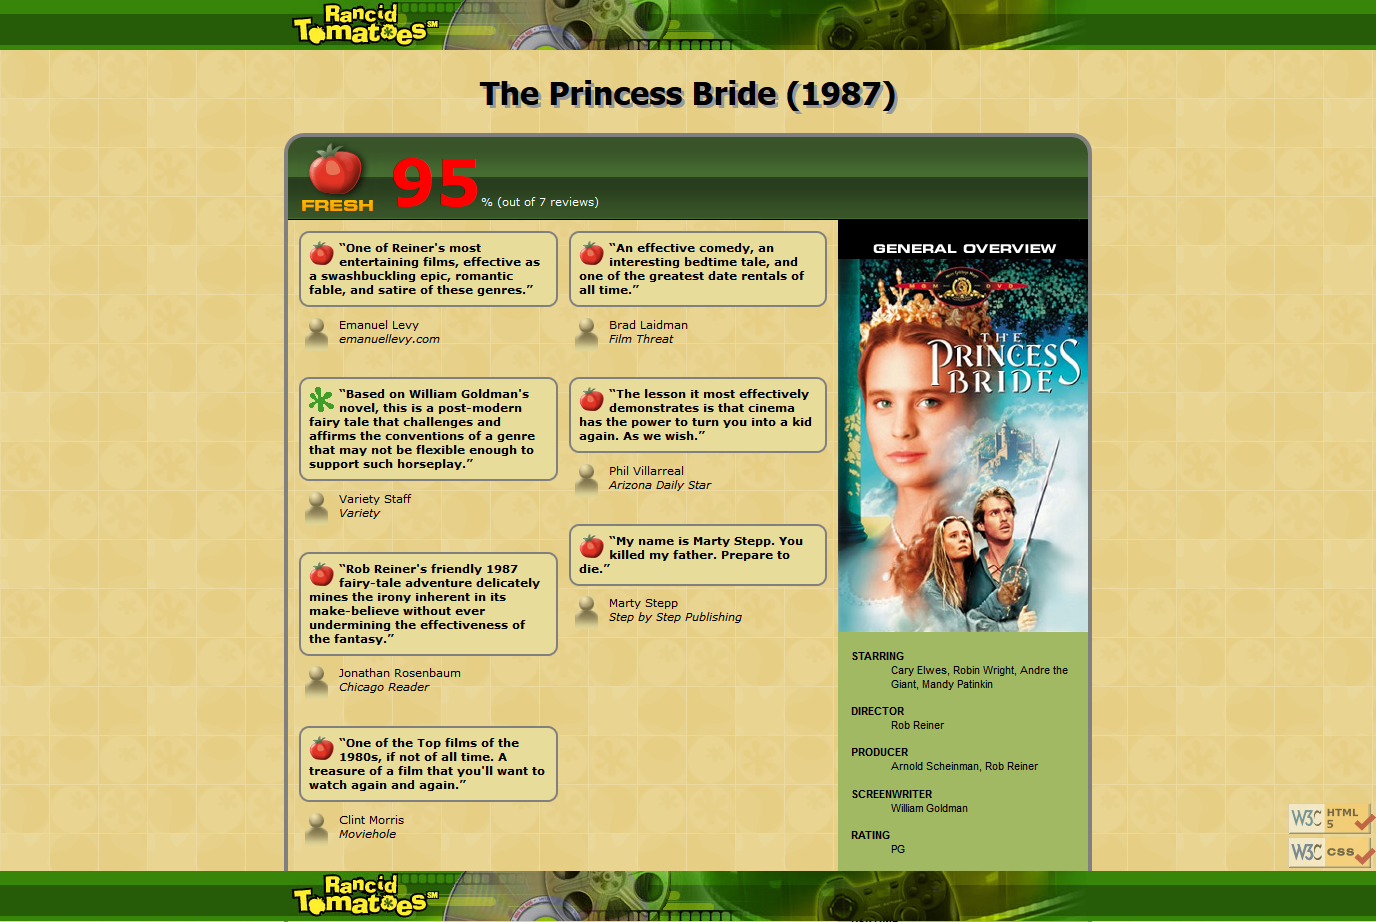 Rancid
Tomatoes SM
The Princess Bride (1987)
FRESH
95% (out of 7 reviews)
“One of Reiner's most
entertaining films, effective as
a swashbuckling epic, romantic
fable, and satire of these genres.”
Emanuel Levy
emanuellevy.com
“Based on William Goldman's
novel, this is a post-modern
fairy tale that challenges and
affirms the conventions of a genre
that may not be flexible enough to
support such horseplay.”
Variety Staff
Variety
“Rob Reiner's friendly 1987
fairy-tale adventure delicately
mines the irony inherent in its
make-believe without ever
undermining the effectiveness of
the fantasy.”
Jonathan Rosenbaum
Chicago Reader
“One of the Top films of the
1980s, if not of all time. A
treasure of a film that you'll want to
watch again and again.”
Clint Morris
Moviehole
“An effective comedy, an
interesting bedtime tale, and
one of the greatest date rentals of
all time.”
Brad Laidman
Film Threat
“The lesson it most effectively
demonstrates is that cinema
has the power to turn you into a kid
again. As we wish.”
Phil Villarreal
Arizona Daily Star
“My name is Marty Stepp. You
killed my father. Prepare to
die.”
Marty Stepp
Step by Step Publishing
GENERAL OVERVIEW
MGM DVD
THE
PRINCESS
BRIDE
STARRING
Cary Elwes, Robin Wright, Andre the
Giant, Mandy Patinkin
DIRECTOR
Rob Reiner
PRODUCER
Arnold Scheinman, Rob Reiner
SCREENWRITER
William Goldman
RATING
PG
W3C HTML
5
W3C CSS
Rancid
Tomatoes SM